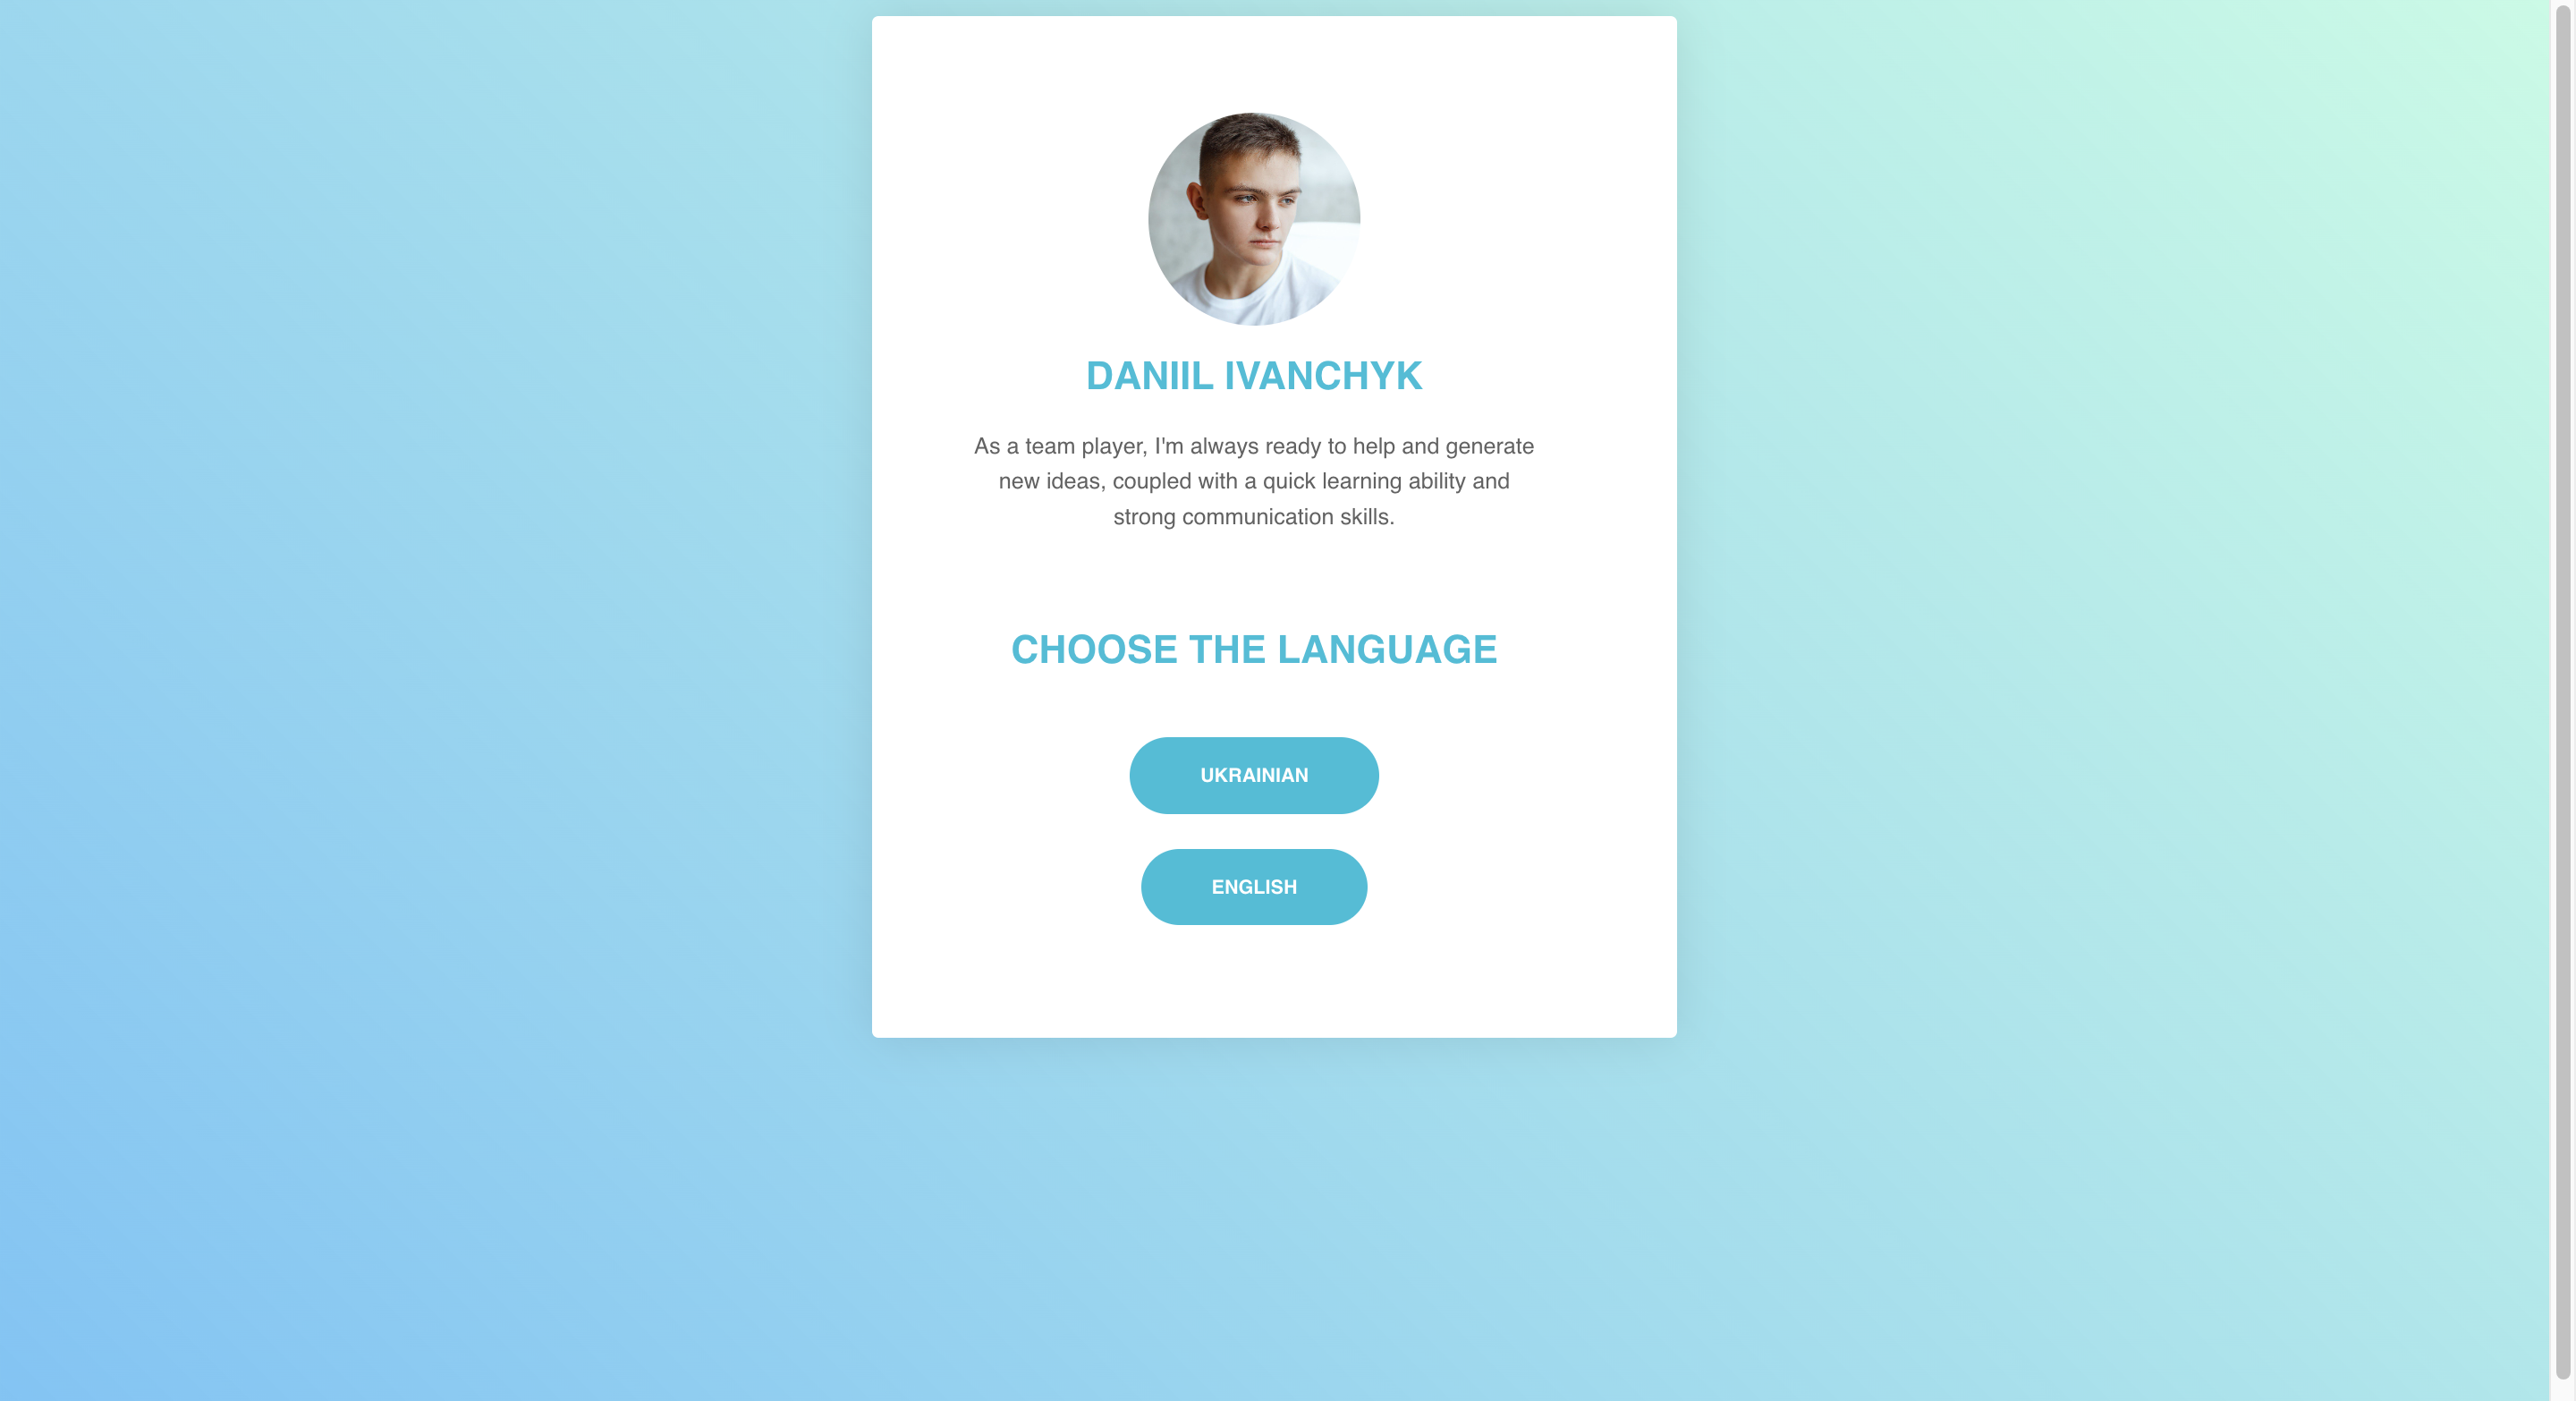 DANIIL IVANCHYK
As a team player, I'm always ready to help and generate
new ideas, coupled with a quick learning ability and
strong communication skills.
CHOOSE THE LANGUAGE
UKRAINIAN
ENGLISH